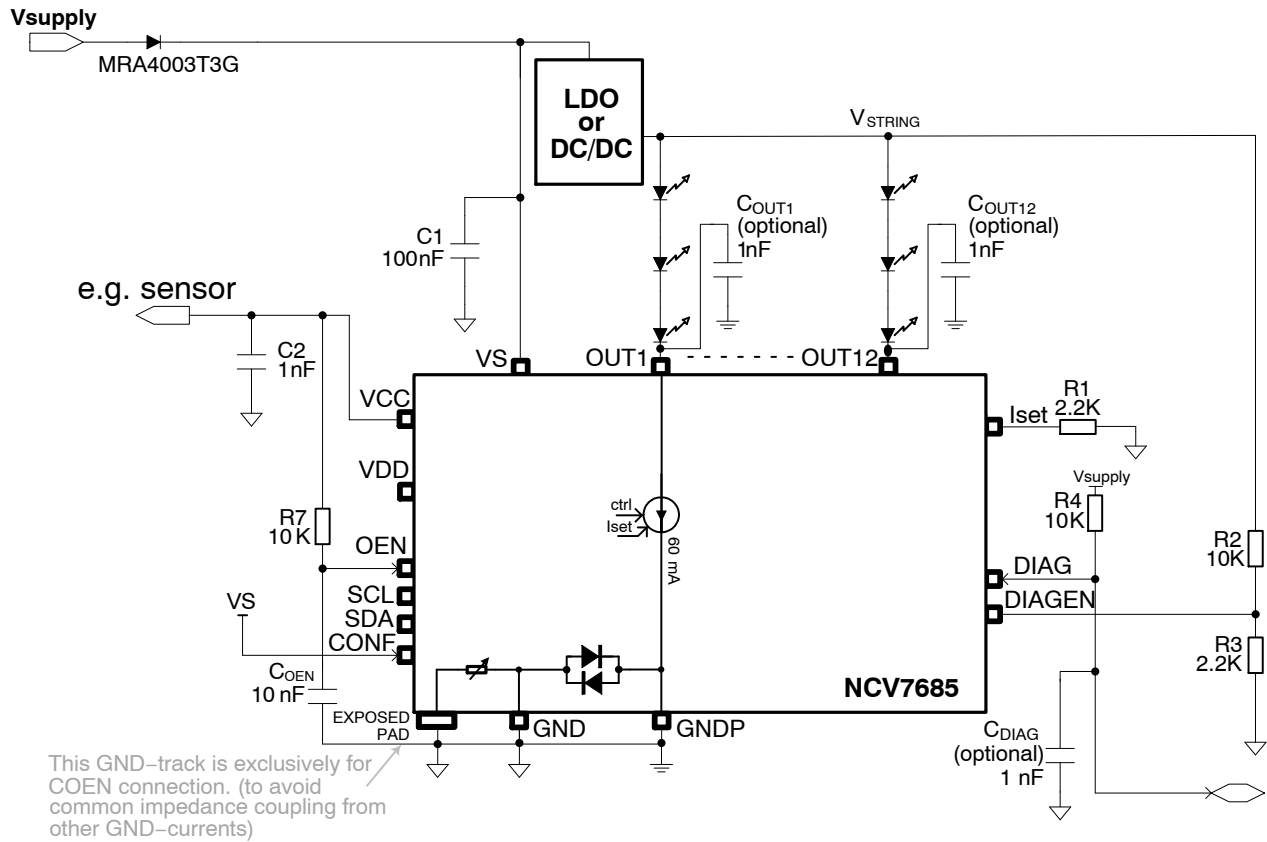 Vsupply
MRA4003T3G
LDO
or
DC/DC
VSTRING
COUT1
(optional)
1nF
COUT12
(optional)
1nF
C1
100nF
e.g. sensor
C2
1nF
VS
OUT1
OUT12
VCC
Iset
R1
2.2K
VDD
Vsupply
R4
10K
R7
10K
ctrl
Iset
60 mA
OEN
R2
10K
DIAG
SCL
DIAGEN
VS
SDA
CONF
R3
2.2K
COEN
10 nF
NCV7685
EXPOSED
PAD
GND
GNDP
CDIAG
(optional)
1 nF
This GND−track is exclusively for
COEN connection. (to avoid
common impedance coupling from
other GND−currents)